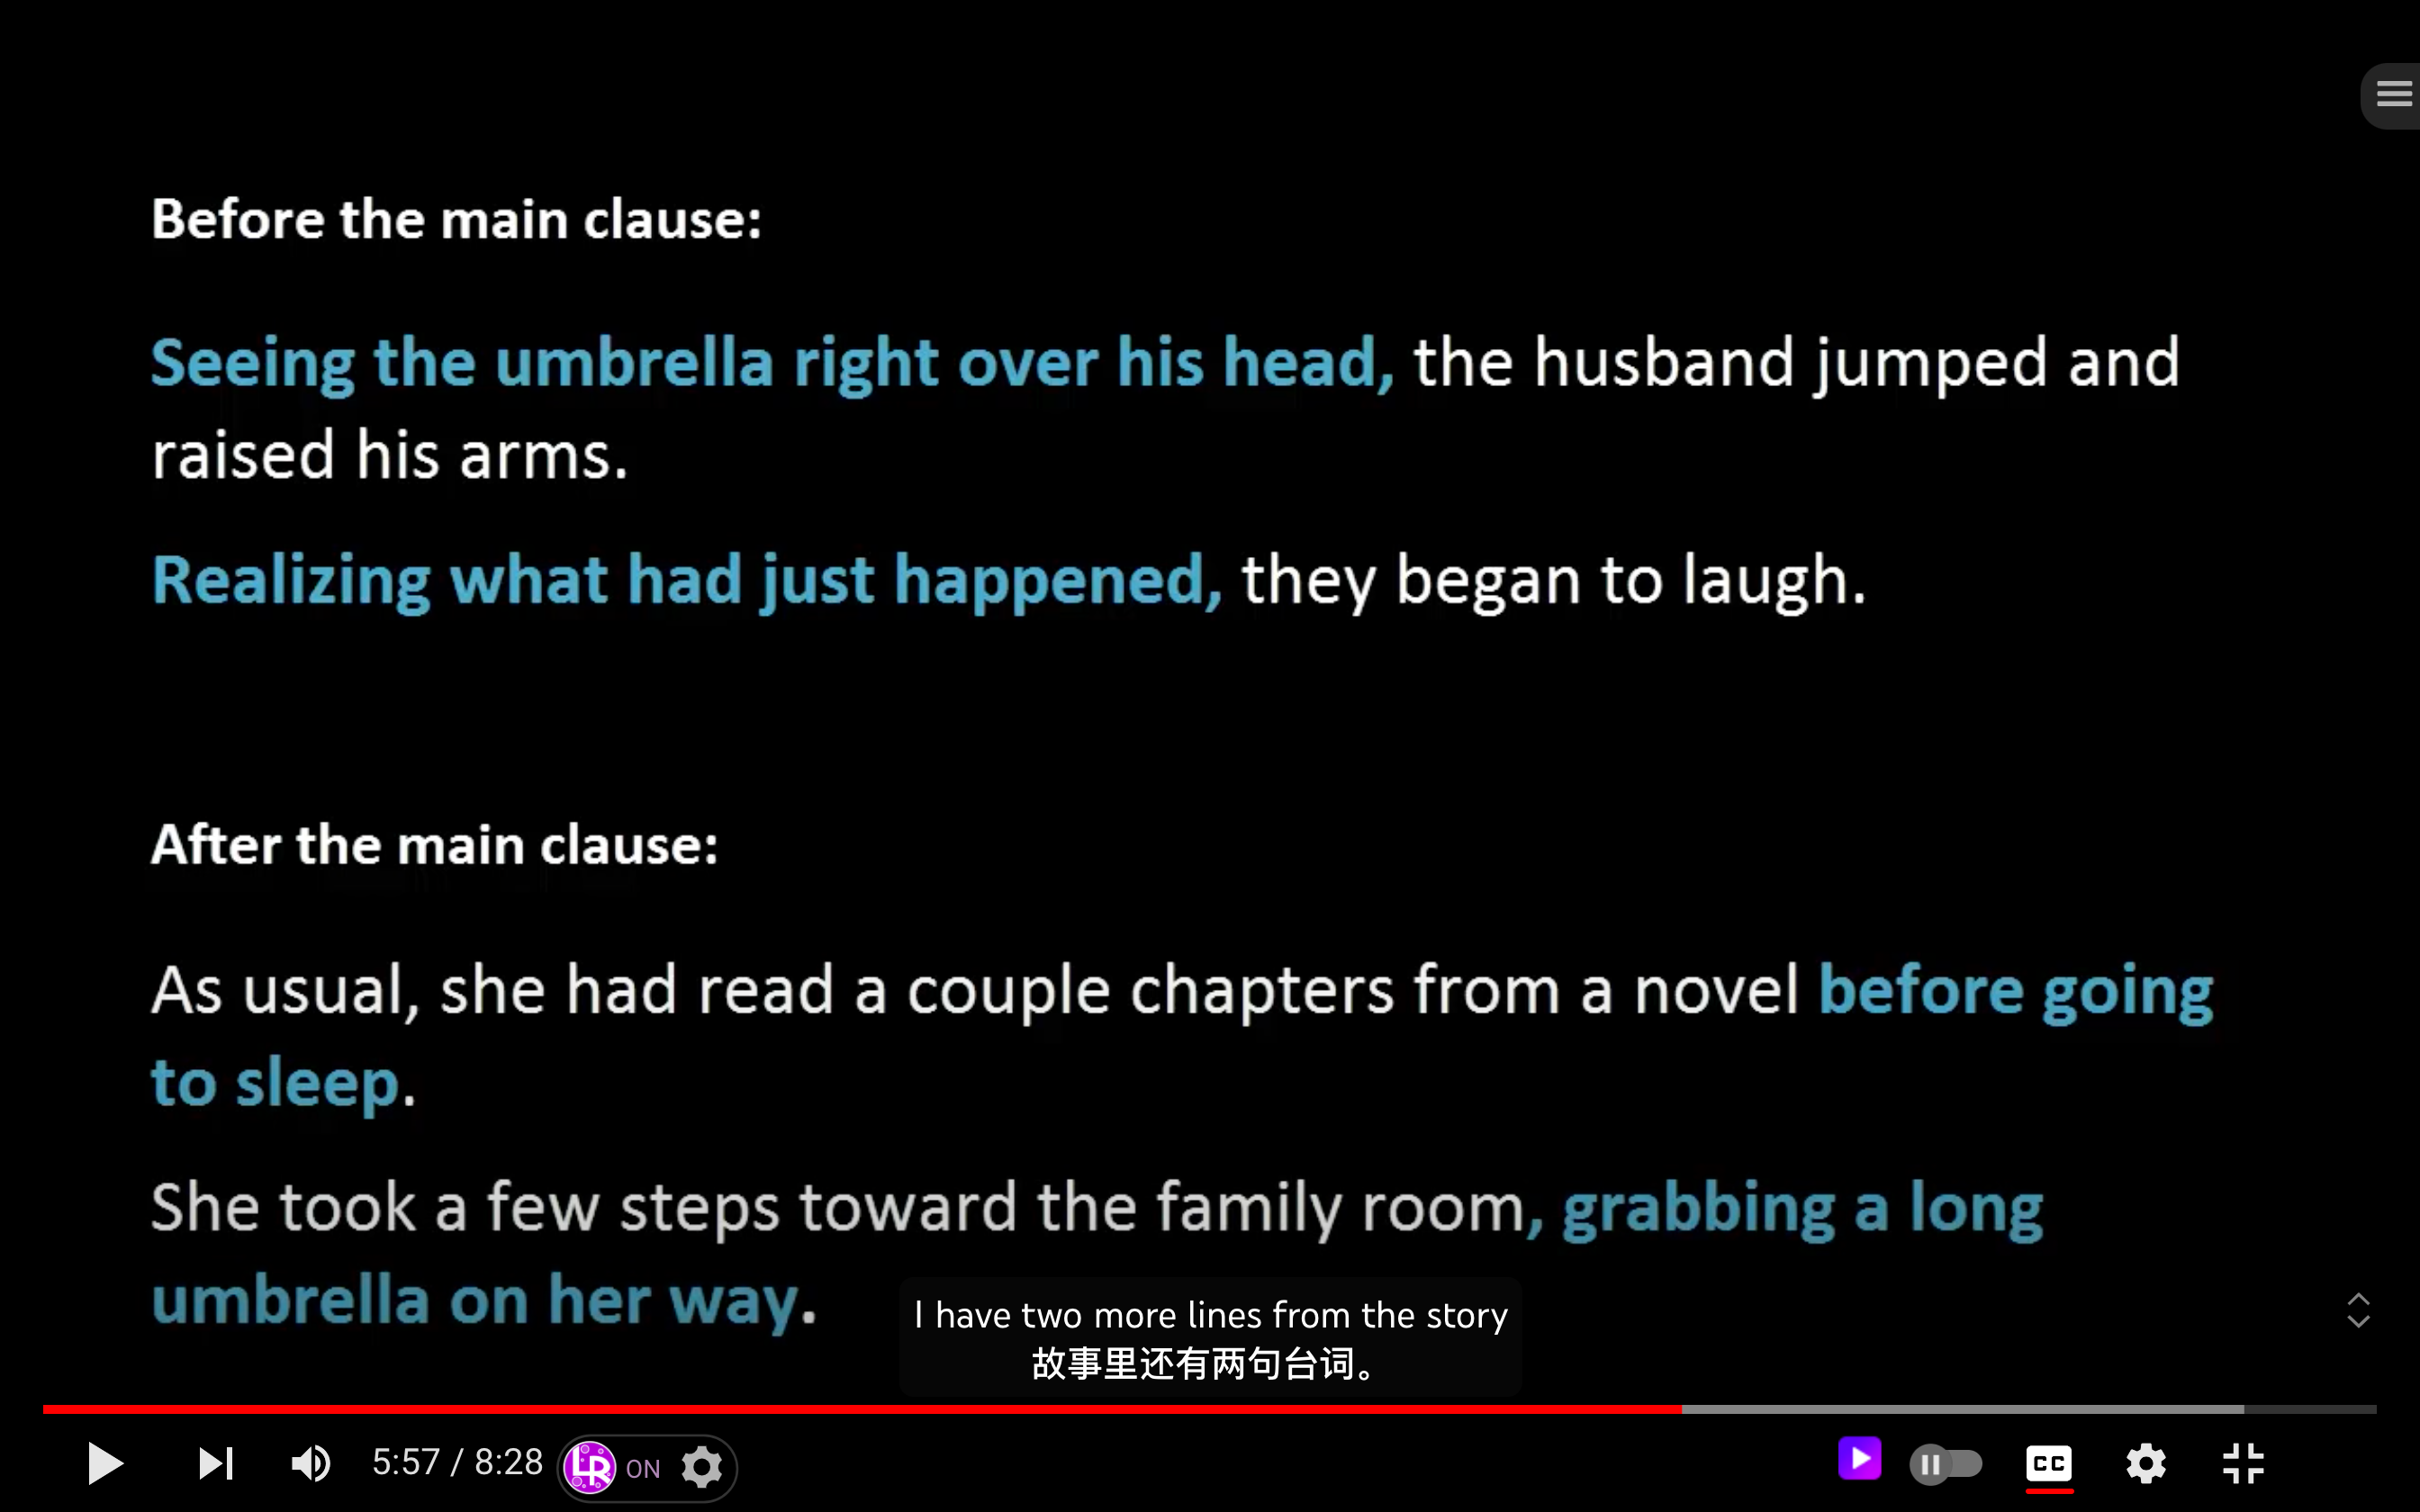 Before the main clause:
Seeing the umbrella right over his head, the husband jumped and
raised his arms.
Realizing what had just happened, they began to laugh.
After the main clause:
As usual, she had read a couple chapters from a novel before going
to sleep.
She took a few steps toward the family room, grabbing a long
umbrella on her way.
I have two more lines from the story
故事里还有两句台词。
5:57 / 8:28
LR ON
CC